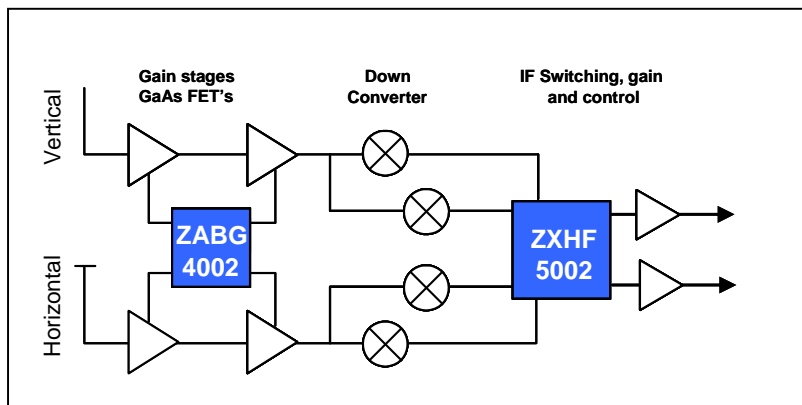 Gain stages
GaAs FET's
Down
Converter
IF Switching, gain
and control
Vertical
ZABG
4002
ZXHF
5002
Horizontal